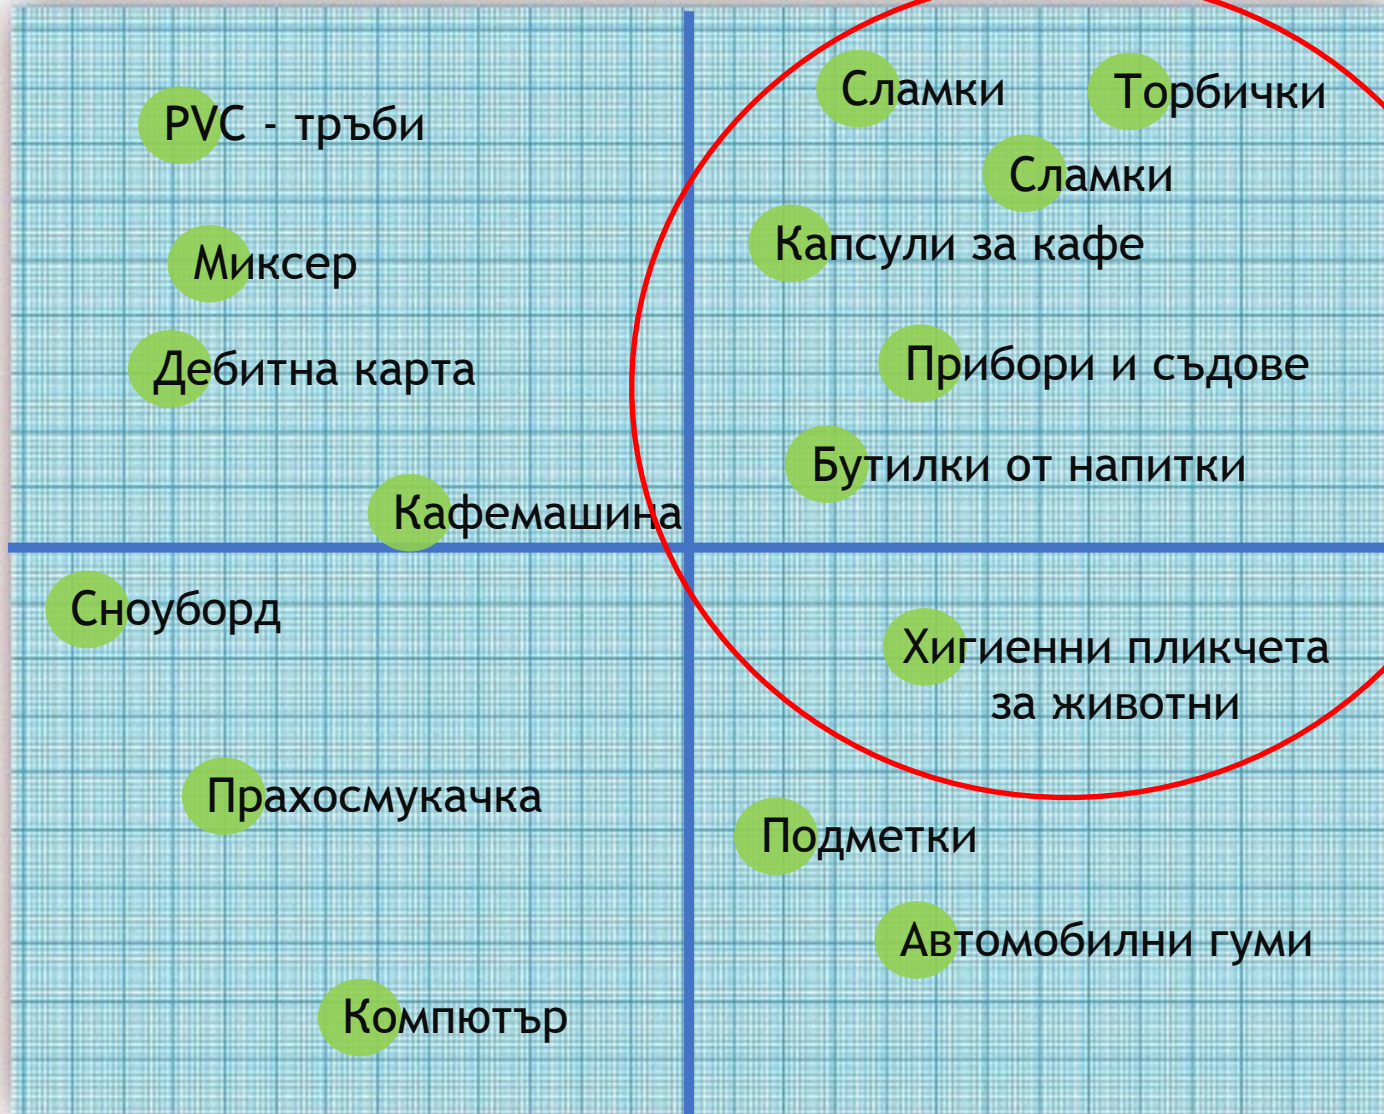 Сламки
Торбички
PVC - тръби
Сламки
Капсули за кафе
Миксер
Прибори и съдове
Дебитна карта
Бутилки от напитки
Кафемашина
Сноуборд
Хигиенни пликчета
за животни
Прахосмукачка
Подметки
Автомобилни гуми
Компютър